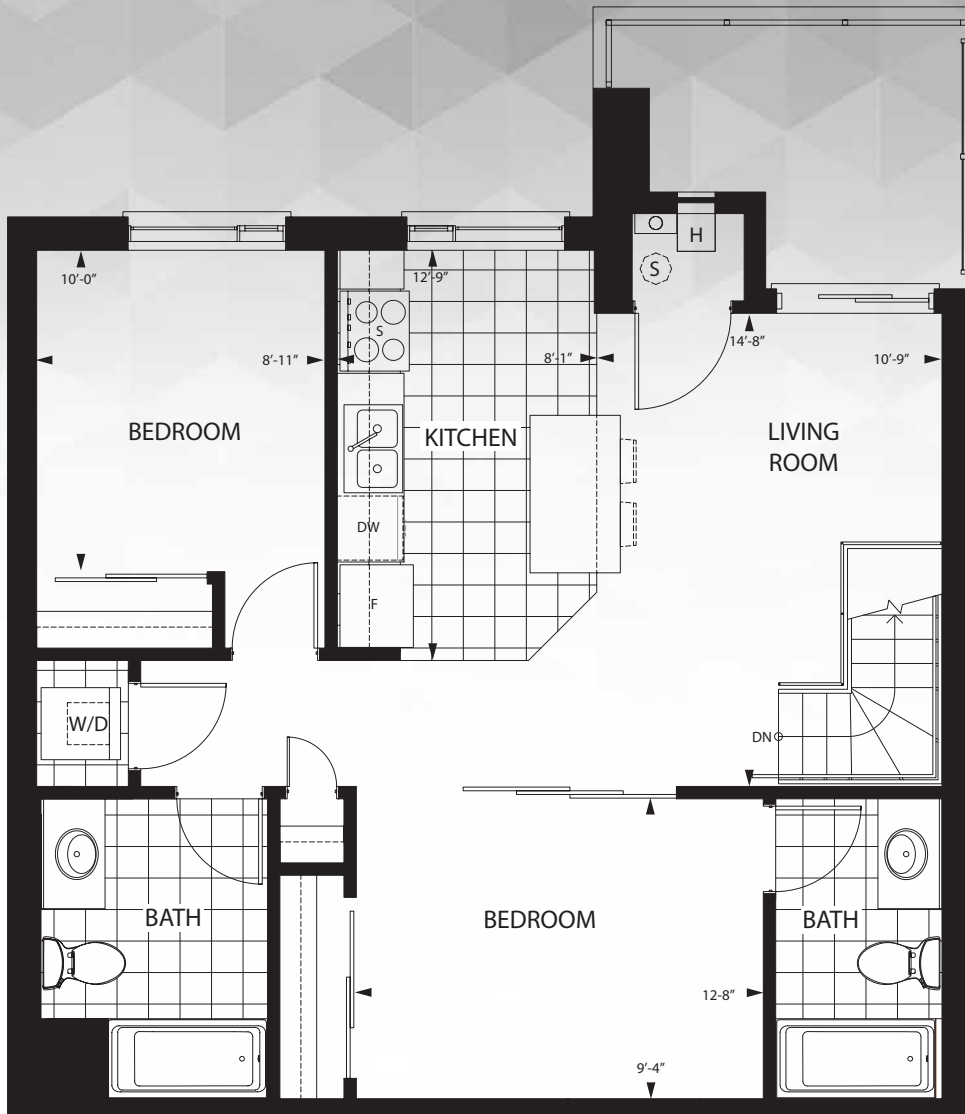 H
S
10'-0"
12'-9"
S
14'-8"
8'-11"
8'-1"
10'-9"
BEDROOM
KITCHEN
LIVING
ROOM
DW
F
W/D
DN
BATH
BEDROOM
BATH
12-8"
9'-4"